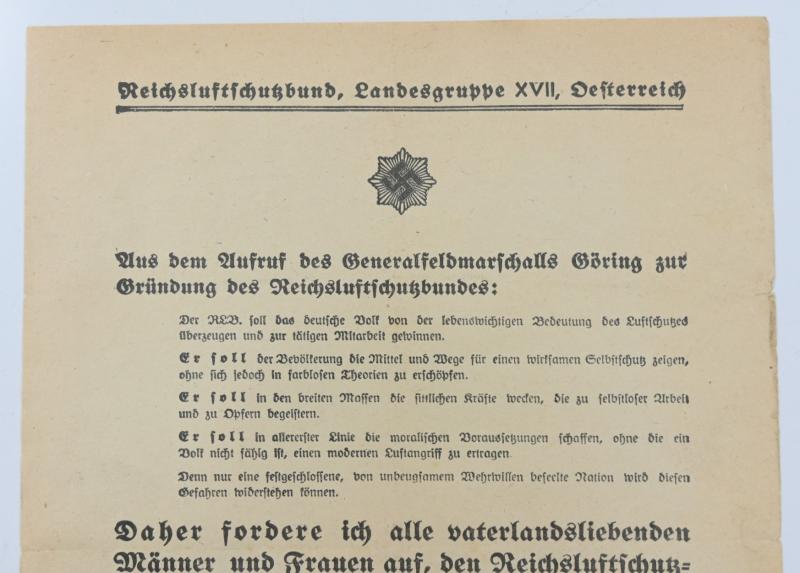 Reichsluftschutzbund, Landesgruppe XVII, Oesterreich
Aus dem Aufruf des Generalfeldmarschalls Göring zur
Gründung des Reichsluftschutzbundes:
Der RLB. soll das deutsche Volk von der lebenswichtigen Bedeutung des Luftschutzes
überzeugen und zur tätigen Mitarbeit gewinnen.
Er soll der Bevölkerung die Mittel und Wege für einen wirksamen Selbstschutz zeigen,
ohne sich jedoch in farblosen Theorien zu erschöpfen.
Er soll in den breiten Massen die sittlichen Kräfte wecken, die zu selbstloser Arbeit
und zu Opfern begeistern.
Er soll in allererster Linie die moralischen Voraussetzungen schaffen, ohne die ein
Volk nicht fähig ist, einen modernen Luftangriff zu ertragen.
Denn nur eine festgeschlossene, von unbeugsamem Wehrwillen beseelte Nation wird diesen
Gefahren widerstehen können.
Daher fordere ich alle vaterlandsliebenden
Männer und Frauen auf, den Reichsluftschutz-